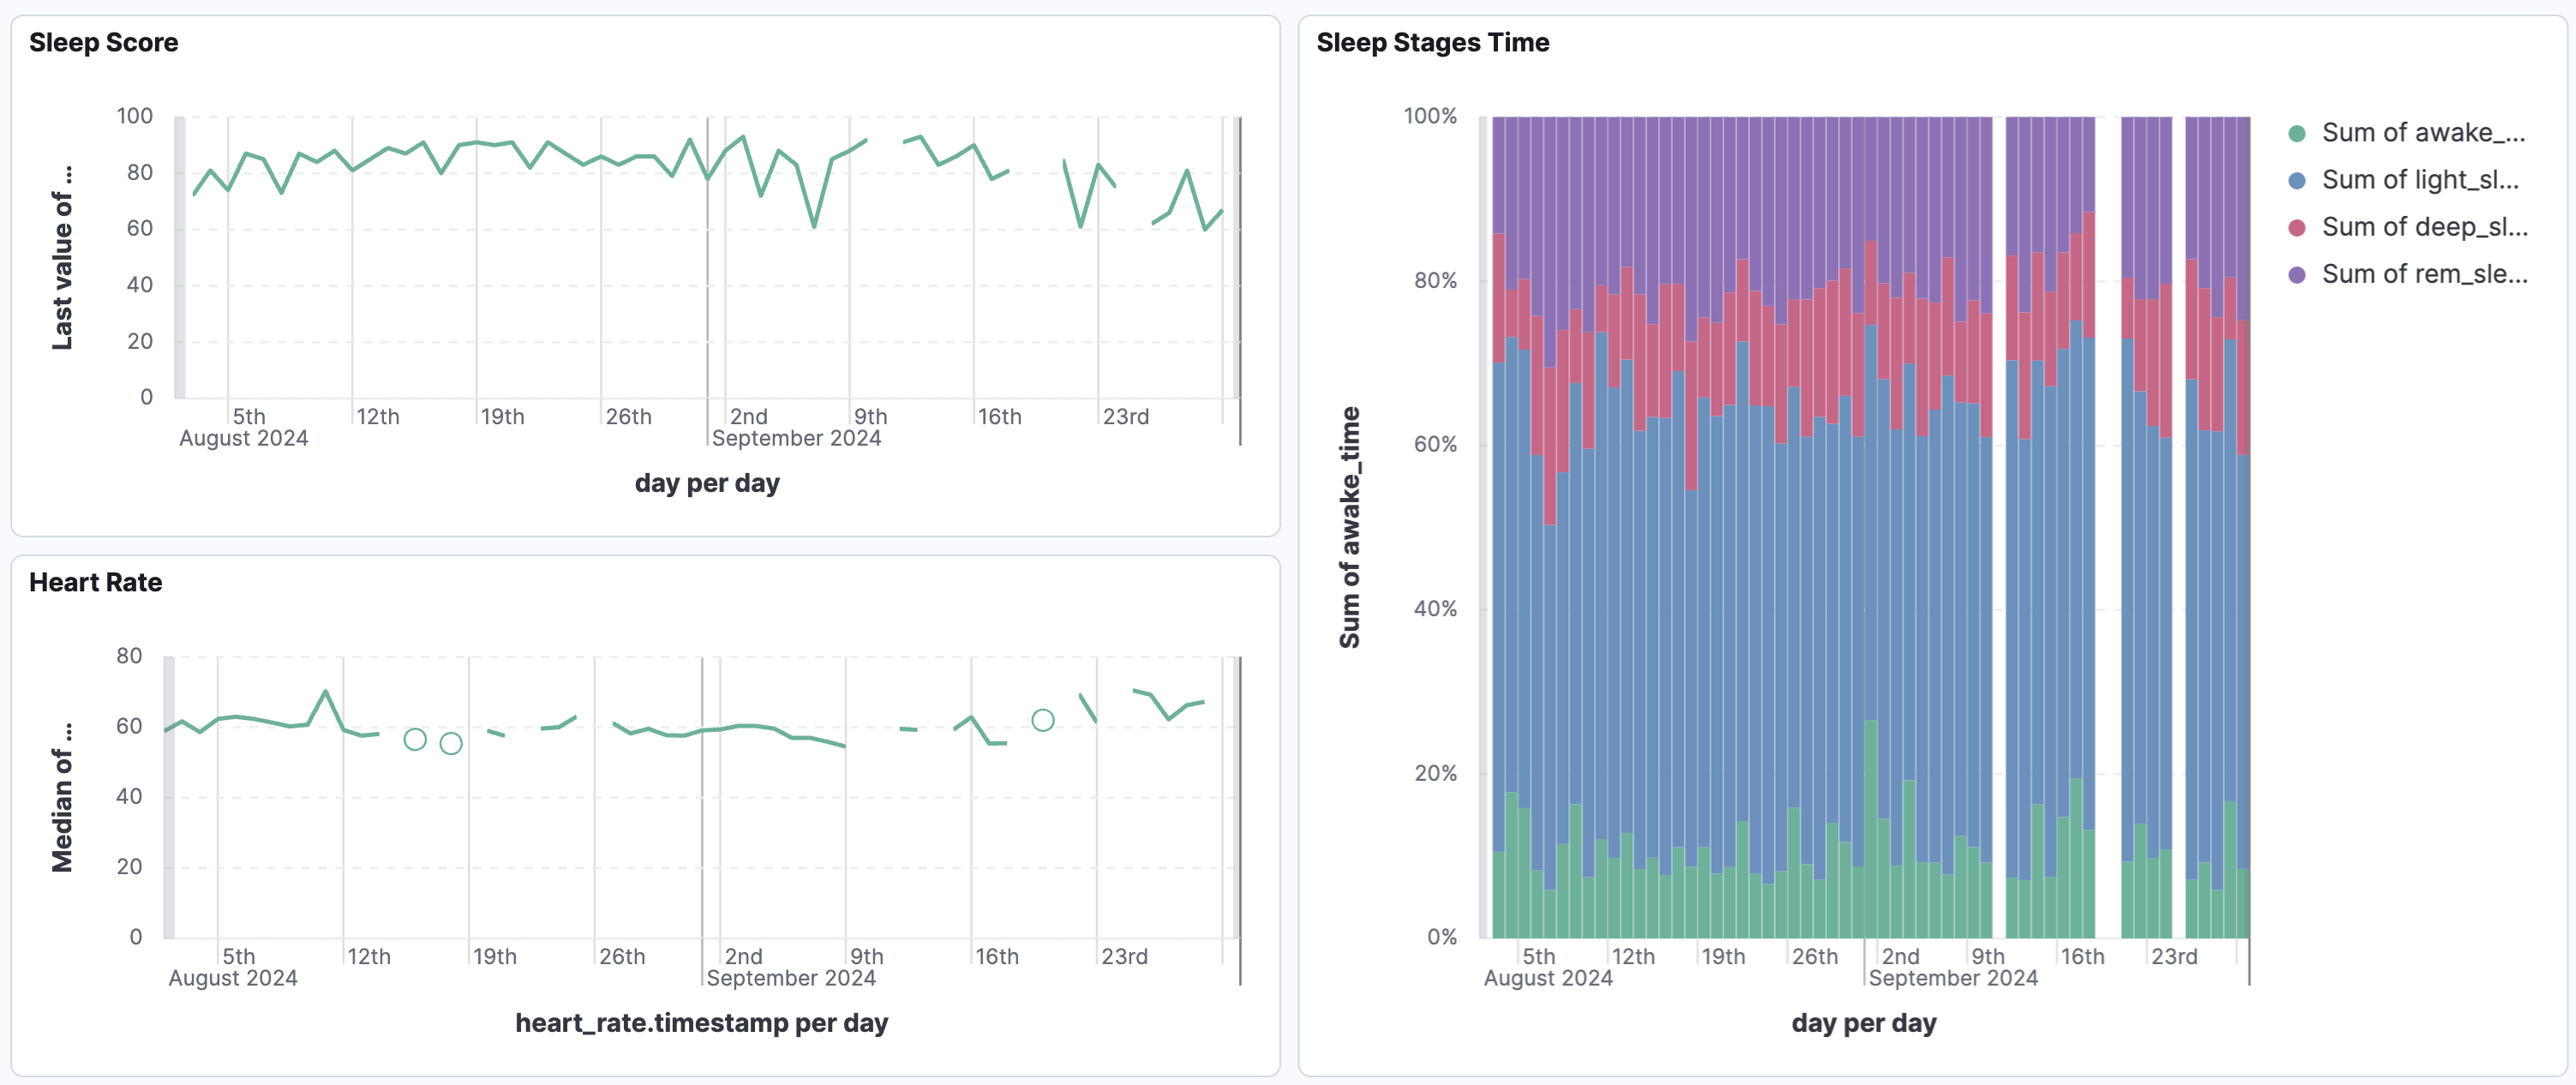 Sleep Score
100
80
60
40
20
0
Last value of ...
5th 12th 19th 26th 2nd 9th 16th 23rd
August 2024 September 2024
day per day
Heart Rate
80
60
40
20
0
Median of ...
5th 12th 19th 26th 2nd 9th 16th 23rd
August 2024 September 2024
heart_rate.timestamp per day
Sleep Stages Time
100%
80%
60%
40%
20%
0%
Sum of awake_time
5th 12th 19th 26th 2nd 9th 16th 23rd
August 2024 September 2024
day per day
Sum of awake_...
Sum of light_sl...
Sum of deep_sl...
Sum of rem_sle...